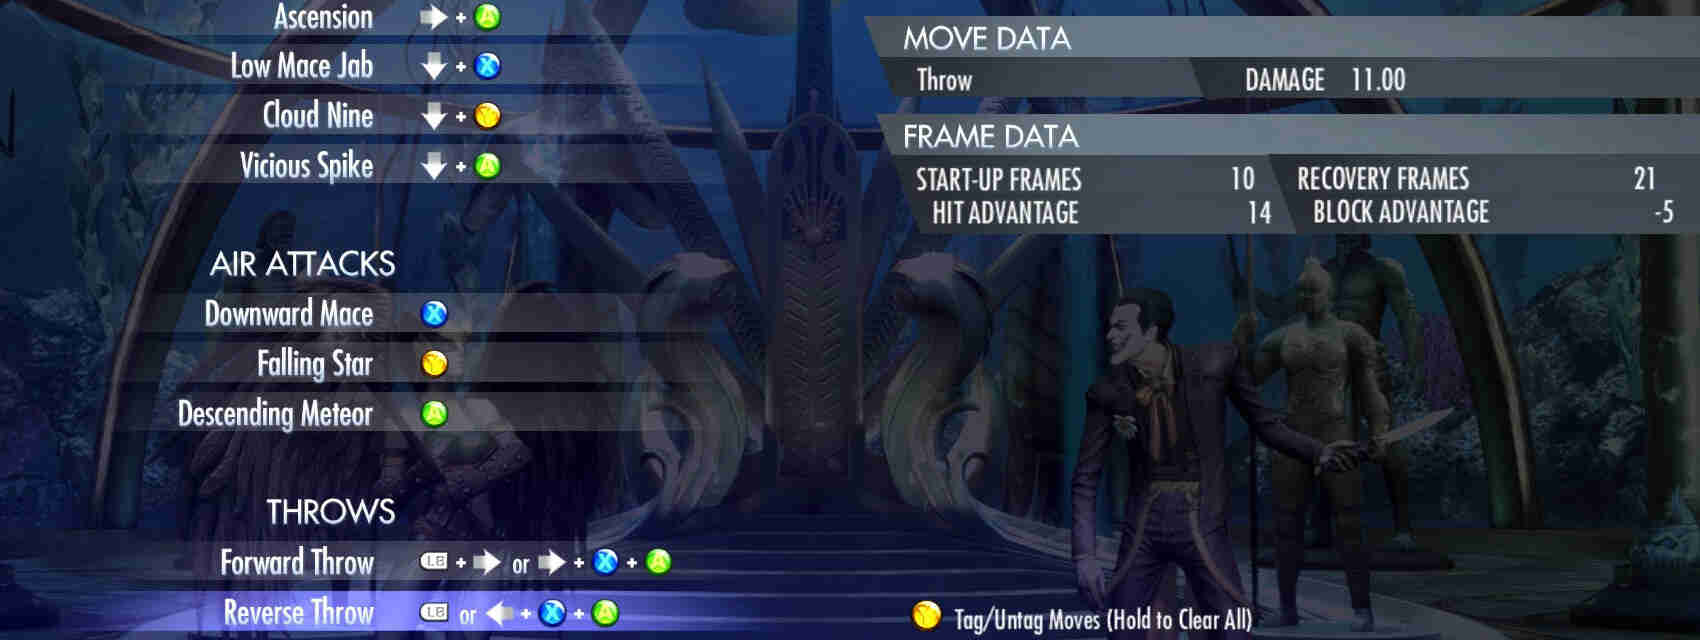 Ascension → + A
Low Mace Jab ↓ + X
Cloud Nine ↓ + Y
Vicious Spike ↓ + A
AIR ATTACKS
Downward Mace X
Falling Star Y
Descending Meteor A
THROWS
Forward Throw LB + → or → + X + A
Reverse Throw LB or ← + X + A
MOVE DATA
Throw DAMAGE 11.00
FRAME DATA
START-UP FRAMES 10 RECOVERY FRAMES 21
HIT ADVANTAGE 14 BLOCK ADVANTAGE -5
Y Tag/Untag Moves (Hold to Clear All)